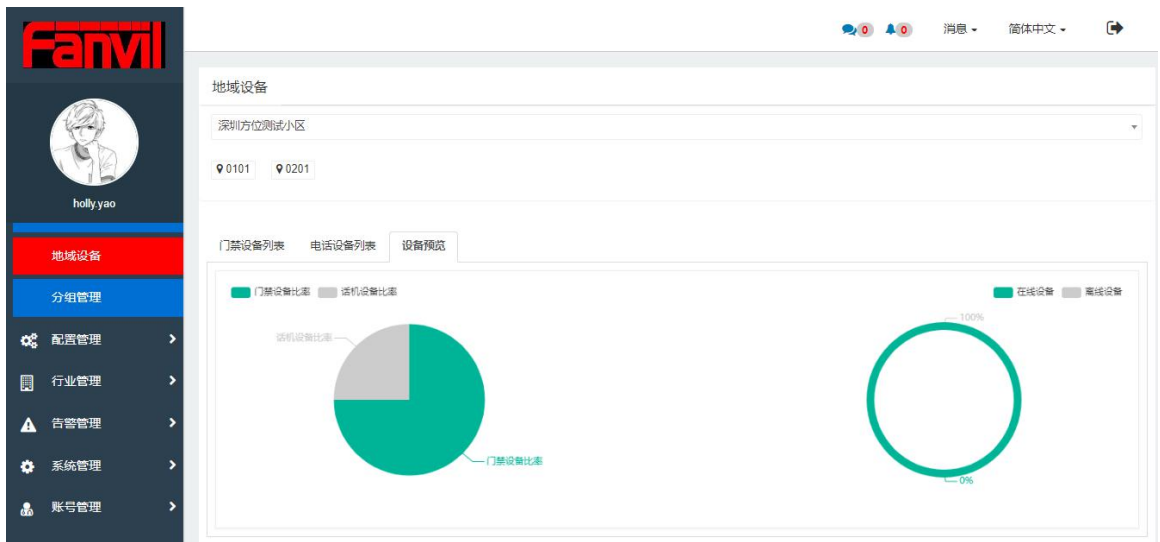 Fanvil
0 0 消息 简体中文
holly.yao
地域设备
分组管理
配置管理
行业管理
告警管理
系统管理
账号管理
地域设备
深圳方位测试小区
0101 0201
门禁设备列表 电话设备列表 设备预览
门禁设备比率 话机设备比率
话机设备比率
门禁设备比率
在线设备 离线设备
100%
0%